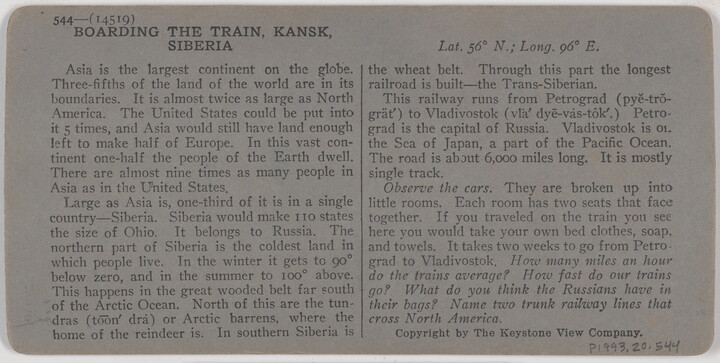 544—(14519)
BOARDING THE TRAIN, KANSK,
SIBERIA
Lat. 56° N.; Long. 96° E.
Asia is the largest continent on the globe.
Three-fifths of the land of the world are in its
boundaries. It is almost twice as large as North
America. The United States could be put into
it 5 times, and Asia would still have land enough
left to make half of Europe. In this vast con-
tinent one-half the people of the Earth dwell.
There are almost nine times as many people in
Asia as in the United States.
Large as Asia is, one-third of it is in a single
country—Siberia. Siberia would make 110 states
the size of Ohio. It belongs to Russia. The
northern part of Siberia is the coldest land in
which people live. In the winter it gets to 90°
below zero, and in the summer to 100° above.
This happens in the great wooded belt far south
of the Arctic Ocean. North of this are the tun-
dras (tōōn′ drá) or Arctic barrens, where the
home of the reindeer is. In southern Siberia is
the wheat belt. Through this part the longest
railroad is built—the Trans-Siberian.
This railway runs from Petrograd (pyĕ-trō-
grät′) to Vladivostok (vlä′ dyĕ-vás-tôk′.) Petro-
grad is the capital of Russia. Vladivostok is on
the Sea of Japan, a part of the Pacific Ocean.
The road is about 6,000 miles long. It is mostly
single track.
Observe the cars. They are broken up into
little rooms. Each room has two seats that face
together. If you traveled on the train you see
here you would take your own bed clothes, soap,
and towels. It takes two weeks to go from Petro-
grad to Vladivostok. How many miles an hour
do the trains average? How fast do our trains
go? What do you think the Russians have in
their bags? Name two trunk railway lines that
cross North America.
Copyright by The Keystone View Company.
P1993.20.544